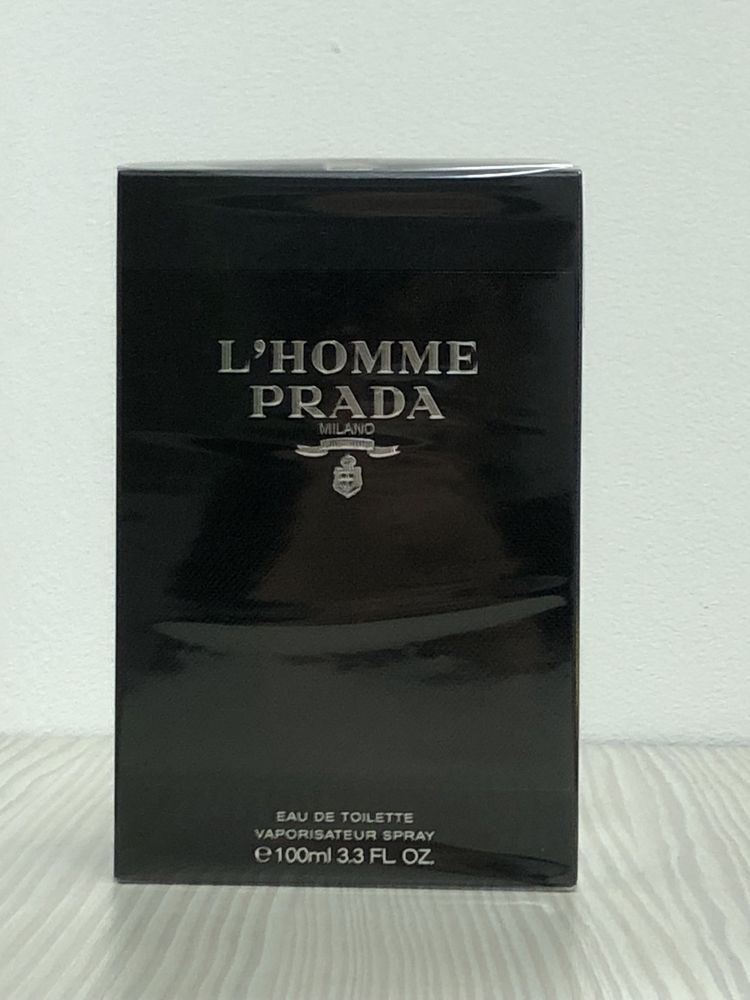 L'HOMME
PRADA
MILANO
EAU DE TOILETTE
VAPORISATEUR SPRAY
℮100ml 3.3 FL OZ.